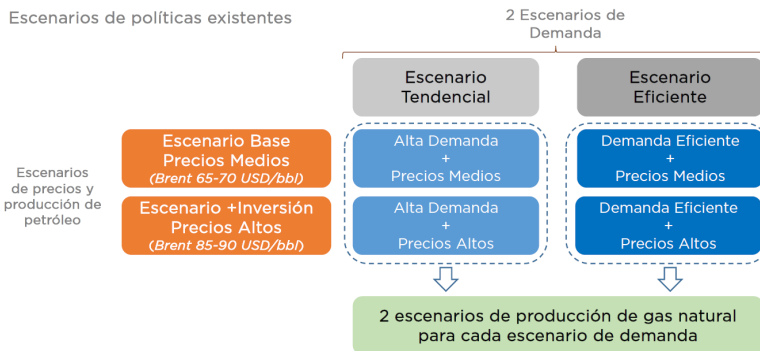 Escenarios de políticas existentes
2 Escenarios de
Demanda
Escenario
Tendencial
Escenario
Eficiente
Escenarios
de precios y
producción de
petróleo
Escenario Base
Precios Medios
(Brent 65-70 USD/bbl)
Alta Demanda
+
Precios Medios
Demanda Eficiente
+
Precios Medios
Escenario +Inversión
Precios Altos
(Brent 85-90 USD/bbl)
Alta Demanda
+
Precios Altos
Demanda Eficiente
+
Precios Altos
2 escenarios de producción de gas natural
para cada escenario de demanda